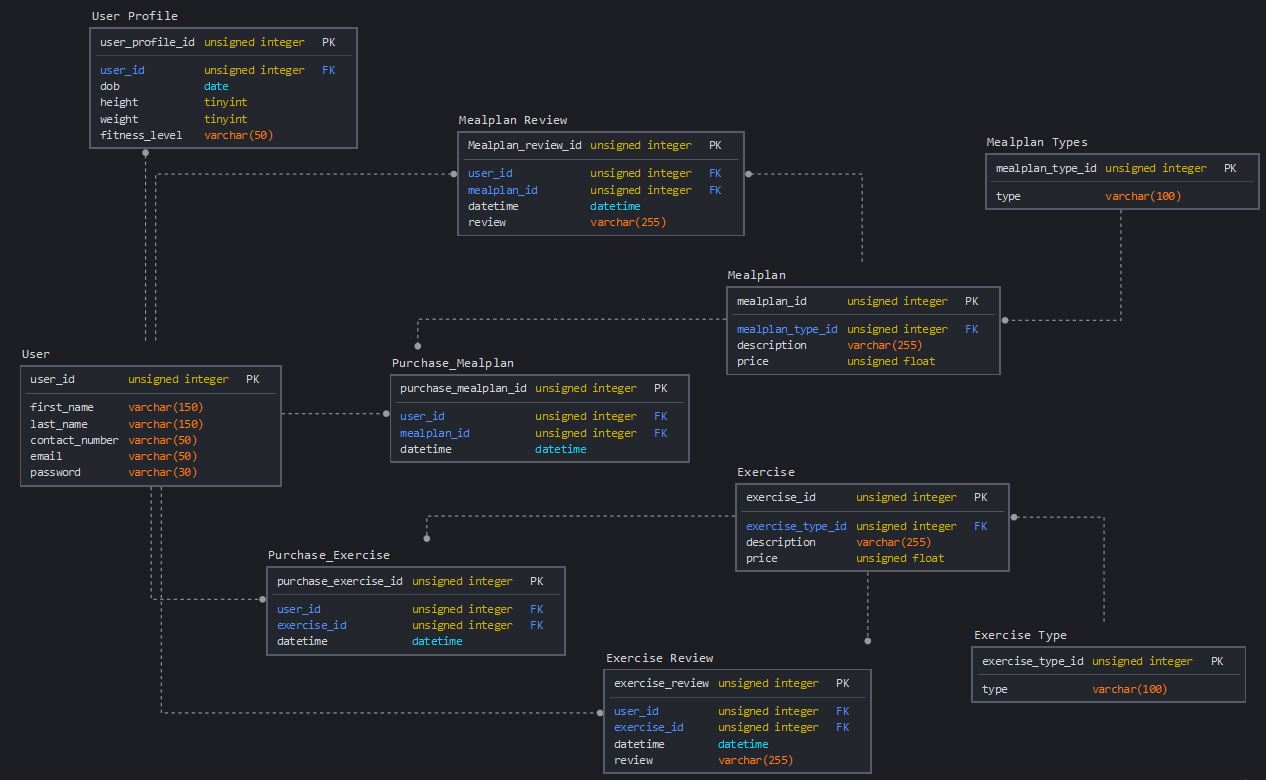 User Profile
user_profile_id unsigned integer PK
user_id unsigned integer FK
dob date
height tinyint
weight tinyint
fitness_level varchar(50)
Mealplan Review
Mealplan_review_id unsigned integer PK
user_id unsigned integer FK
mealplan_id unsigned integer FK
datetime datetime
review varchar(255)
Mealplan Types
mealplan_type_id unsigned integer PK
type varchar(100)
Mealplan
mealplan_id unsigned integer PK
mealplan_type_id unsigned integer FK
description varchar(255)
price unsigned float
User
user_id unsigned integer PK
first_name varchar(150)
last_name varchar(150)
contact_number varchar(50)
email varchar(50)
password varchar(30)
Purchase_Mealplan
purchase_mealplan_id unsigned integer PK
user_id unsigned integer FK
mealplan_id unsigned integer FK
datetime datetime
Exercise
exercise_id unsigned integer PK
exercise_type_id unsigned integer FK
description varchar(255)
price unsigned float
Purchase_Exercise
purchase_exercise_id unsigned integer PK
user_id unsigned integer FK
exercise_id unsigned integer FK
datetime datetime
Exercise Type
exercise_type_id unsigned integer PK
type varchar(100)
Exercise Review
exercise_review unsigned integer PK
user_id unsigned integer FK
exercise_id unsigned integer FK
datetime datetime
review varchar(255)